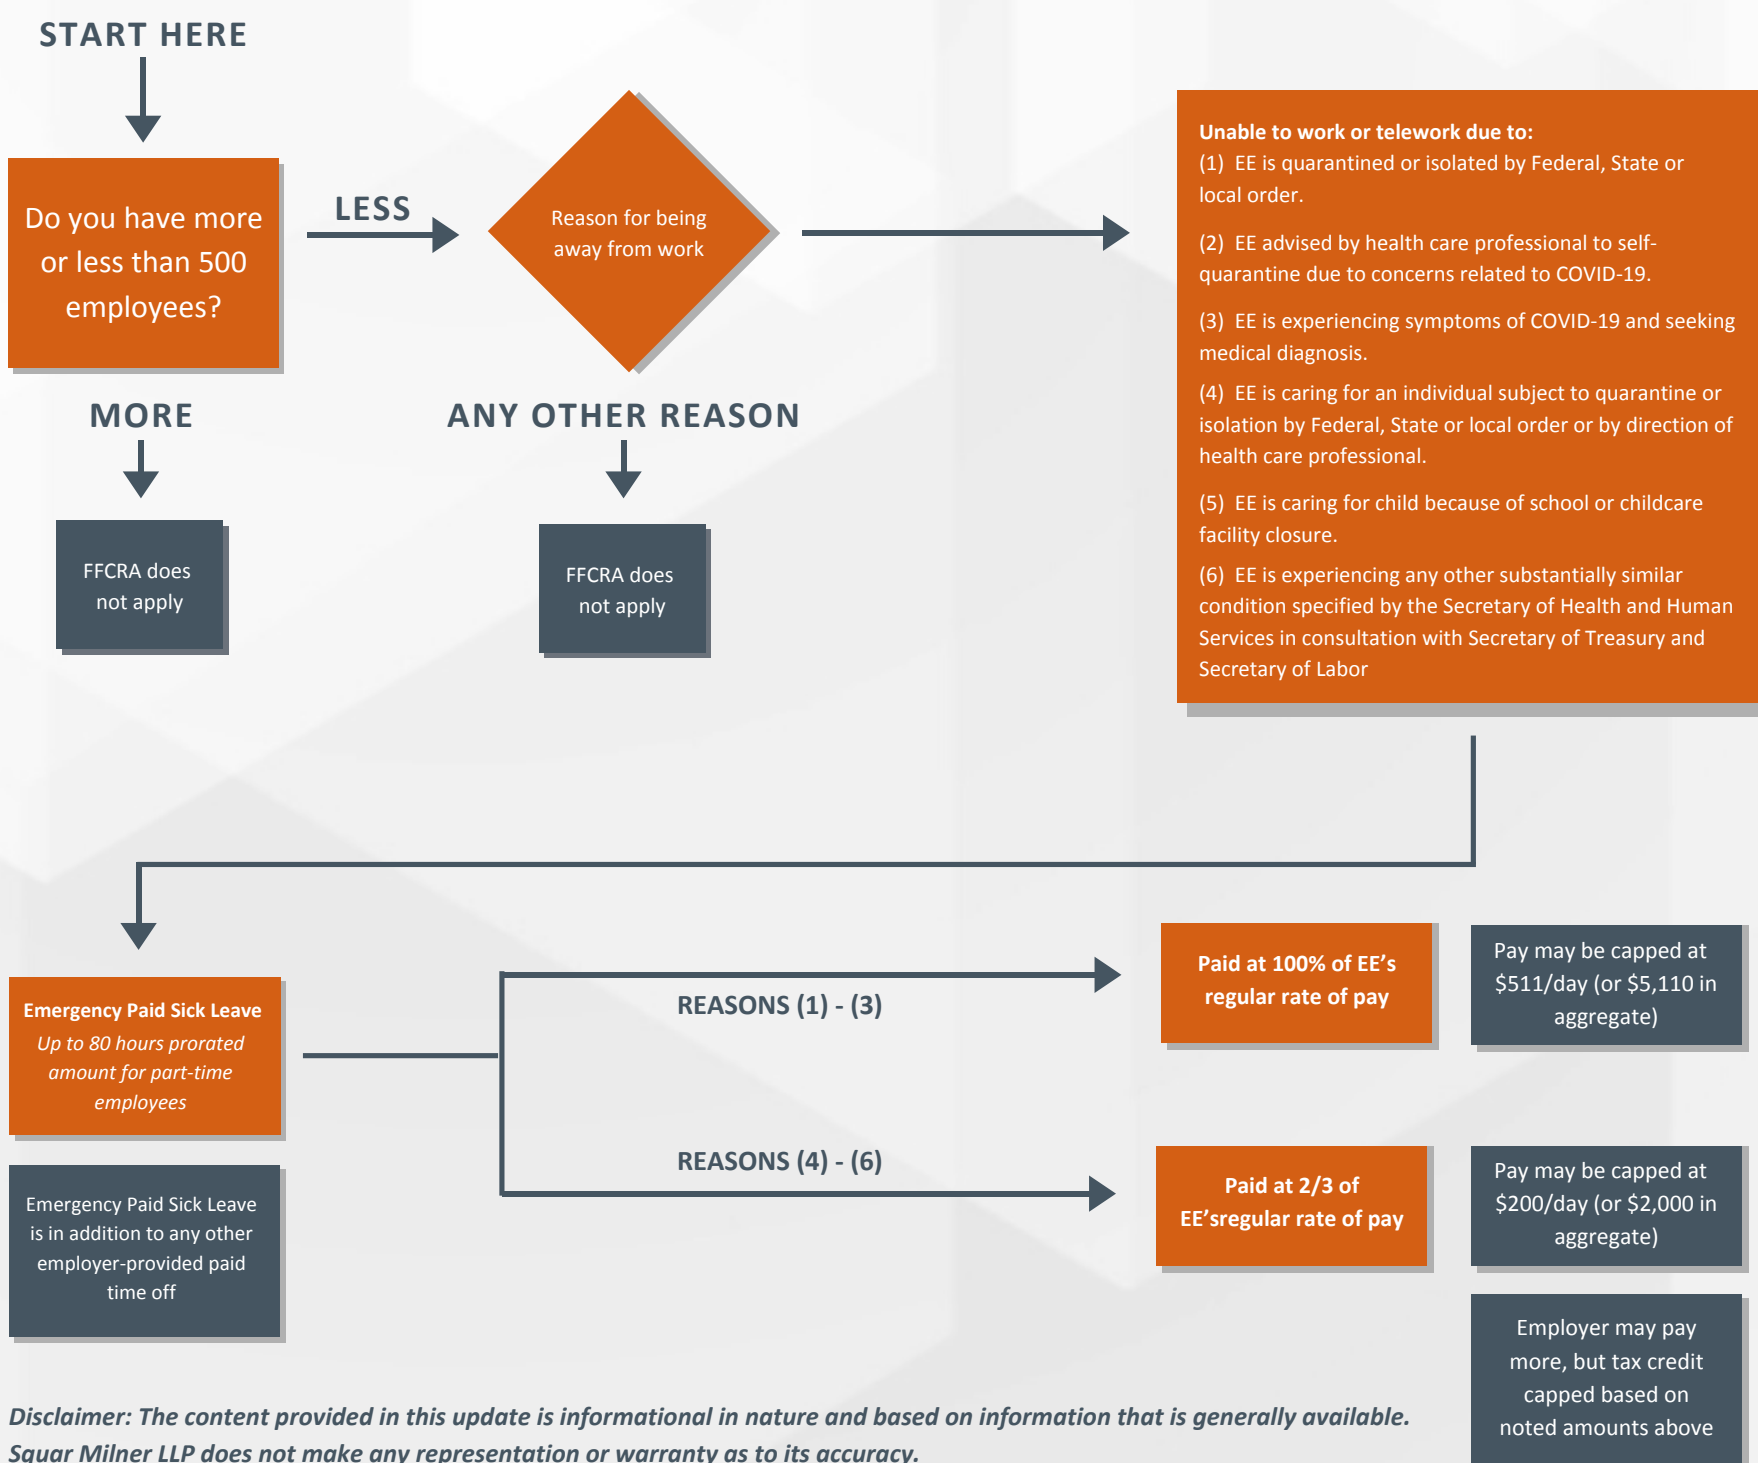 START HERE
Do you have more
or less than 500
employees?
LESS
Reason for being
away from work
Unable to work or telework due to:
(1) EE is quarantined or isolated by Federal, State or
local order.
(2) EE advised by health care professional to self-
quarantine due to concerns related to COVID-19.
(3) EE is experiencing symptoms of COVID-19 and seeking
medical diagnosis.
(4) EE is caring for an individual subject to quarantine or
isolation by Federal, State or local order or by direction of
health care professional.
(5) EE is caring for child because of school or childcare
facility closure.
(6) EE is experiencing any other substantially similar
condition specified by the Secretary of Health and Human
Services in consultation with Secretary of Treasury and
Secretary of Labor
MORE
FFCRA does
not apply
ANY OTHER REASON
FFCRA does
not apply
Emergency Paid Sick Leave
Up to 80 hours prorated
amount for part-time
employees
Emergency Paid Sick Leave
is in addition to any other
employer-provided paid
time off
REASONS (1) - (3)
Paid at 100% of EE’s
regular rate of pay
Pay may be capped at
$511/day (or $5,110 in
aggregate)
REASONS (4) - (6)
Paid at 2/3 of
EE’sregular rate of pay
Pay may be capped at
$200/day (or $2,000 in
aggregate)
Employer may pay
more, but tax credit
capped based on
noted amounts above
Disclaimer: The content provided in this update is informational in nature and based on information that is generally available.
Squar Milner LLP does not make any representation or warranty as to its accuracy.